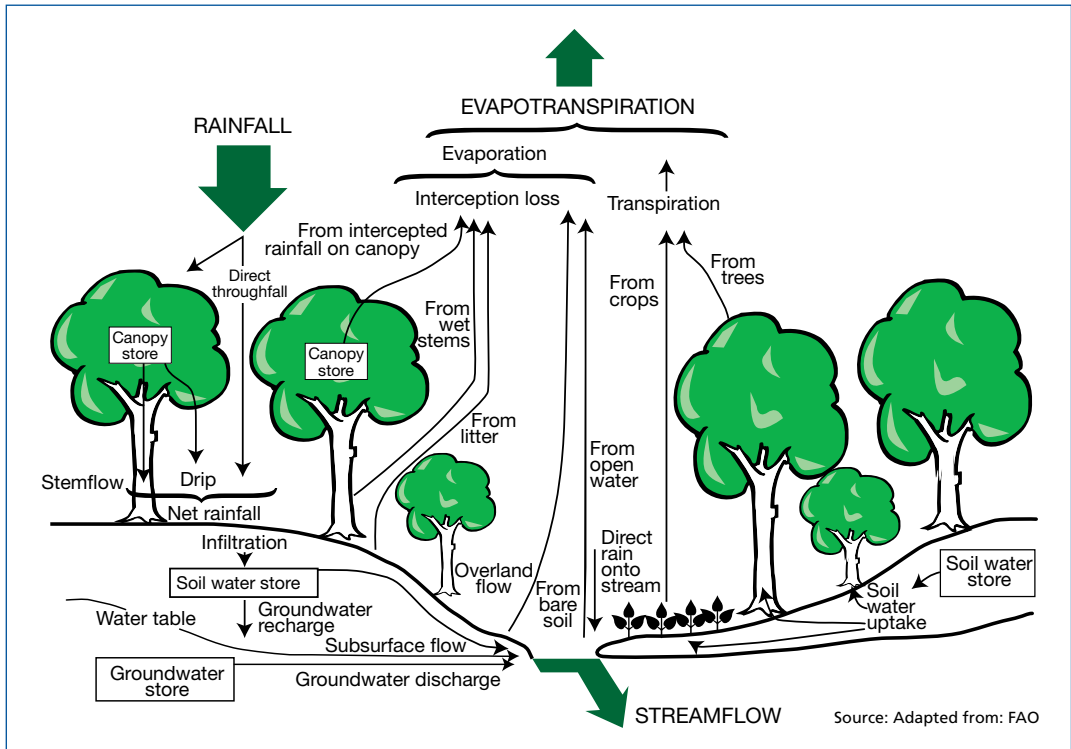 EVAPOTRANSPIRATION
RAINFALL
Evaporation
Interception loss
Transpiration
From intercepted
rainfall on canopy
Direct
throughfall
From
trees
From
crops
From
wet
stems
Canopy
store
Canopy
store
From
litter
From
open
water
Stemflow
Drip
Net rainfall
Infiltration
Overland
flow
From
bare
soil
Direct
rain
onto
stream
Soil water store
Soil water
store
Soil
water
uptake
Water table
Groundwater
recharge
Subsurface flow
Groundwater
store
Groundwater discharge
STREAMFLOW
Source: Adapted from: FAO